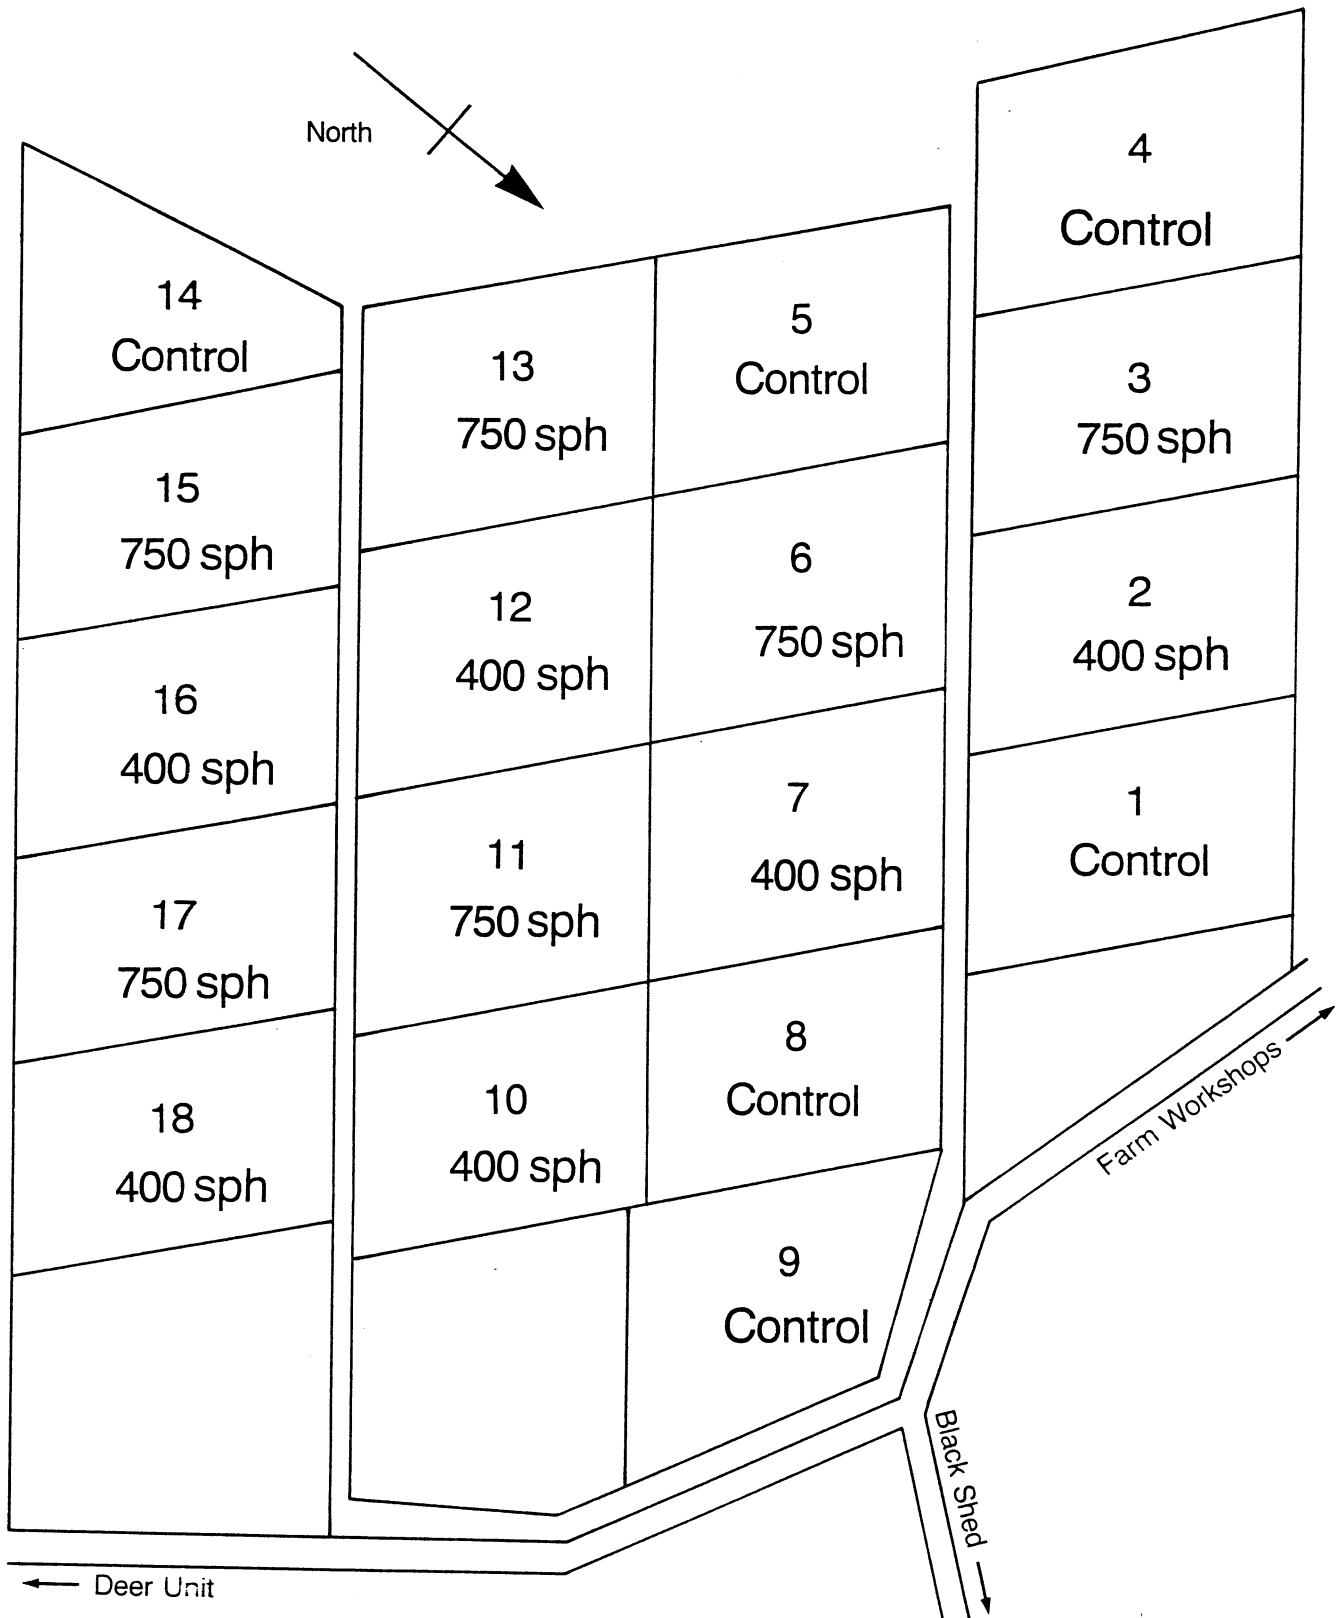 North
14
Control
15
750 sph
16
400 sph
17
750 sph
18
400 sph
13
750 sph
12
400 sph
11
750 sph
10
400 sph
5
Control
6
750 sph
7
400 sph
8
Control
9
Control
4
Control
3
750 sph
2
400 sph
1
Control
Farm Workshops
Black Shed
Deer Unit